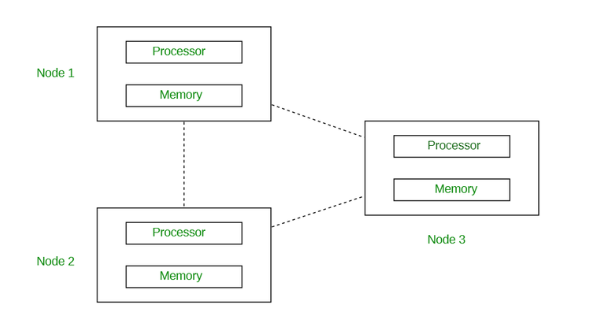 Processor
Node 1
Memory
Processor
Memory
Node 3
Processor
Node 2
Memory